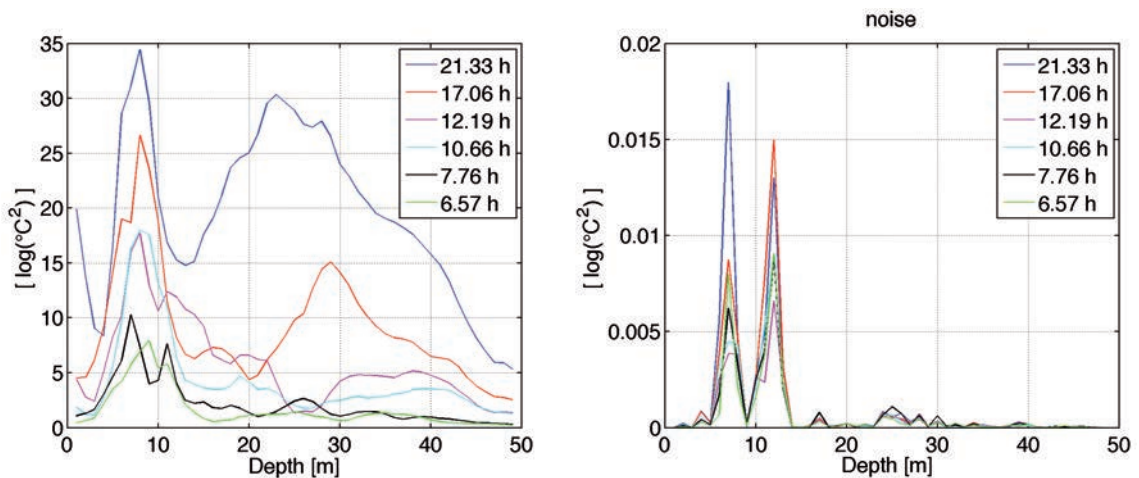 noise
35
30
25
20
15
10
5
0
[ log(°C²) ]
0 10 20 30 40 50
Depth [m]
21.33 h
17.06 h
12.19 h
10.66 h
7.76 h
6.57 h
0.02
0.015
0.01
0.005
0
[ log(°C²) ]
0 10 20 30 40 50
Depth [m]
21.33 h
17.06 h
12.19 h
10.66 h
7.76 h
6.57 h